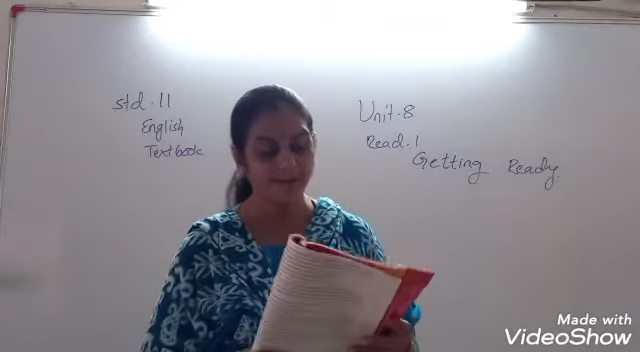 std. 11
English
Textbook
Unit.8
Read.1
Getting Ready.
Made with
VideoShow